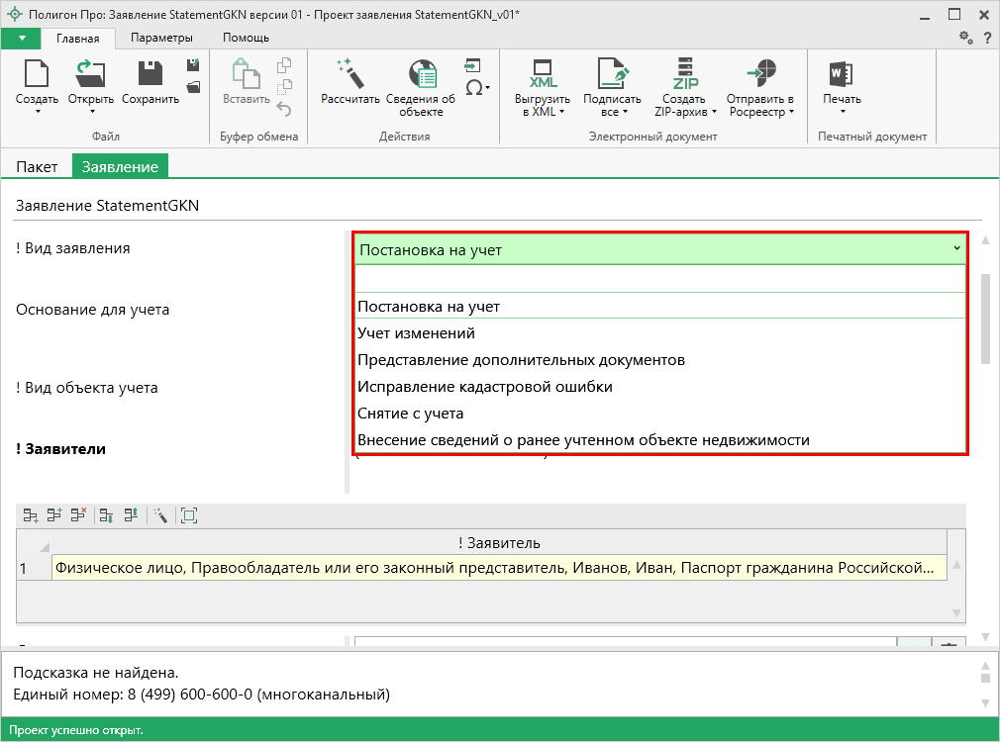 Полигон Про: Заявление StatementGKN версии 01 - Проект заявления StatementGKN_v01*
Главная
Параметры
Помощь
?
Создать
Открыть
Сохранить
Файл
Вставить
Буфер обмена
Рассчитать
Сведения об
объекте
Действия
XML
Выгрузить
в XML
Подписать
все
ZIP
Создать
ZIP-архив
Отправить в
Росреестр
Электронный документ
W
Печать
Печатный документ
Пакет
Заявление
Заявление StatementGKN
! Вид заявления
Постановка на учет
Постановка на учет
Основание для учета
Учет изменений
Представление дополнительных документов
! Вид объекта учета
Исправление кадастровой ошибки
Снятие с учета
Внесение сведений о ранее учтенном объекте недвижимости
! Заявители
! Заявитель
1
Физическое лицо, Правообладатель или его законный представитель, Иванов, Иван, Паспорт гражданина Российской...
Подсказка не найдена.
Единый номер: 8 (499) 600-600-0 (многоканальный)
Проект успешно открыт.